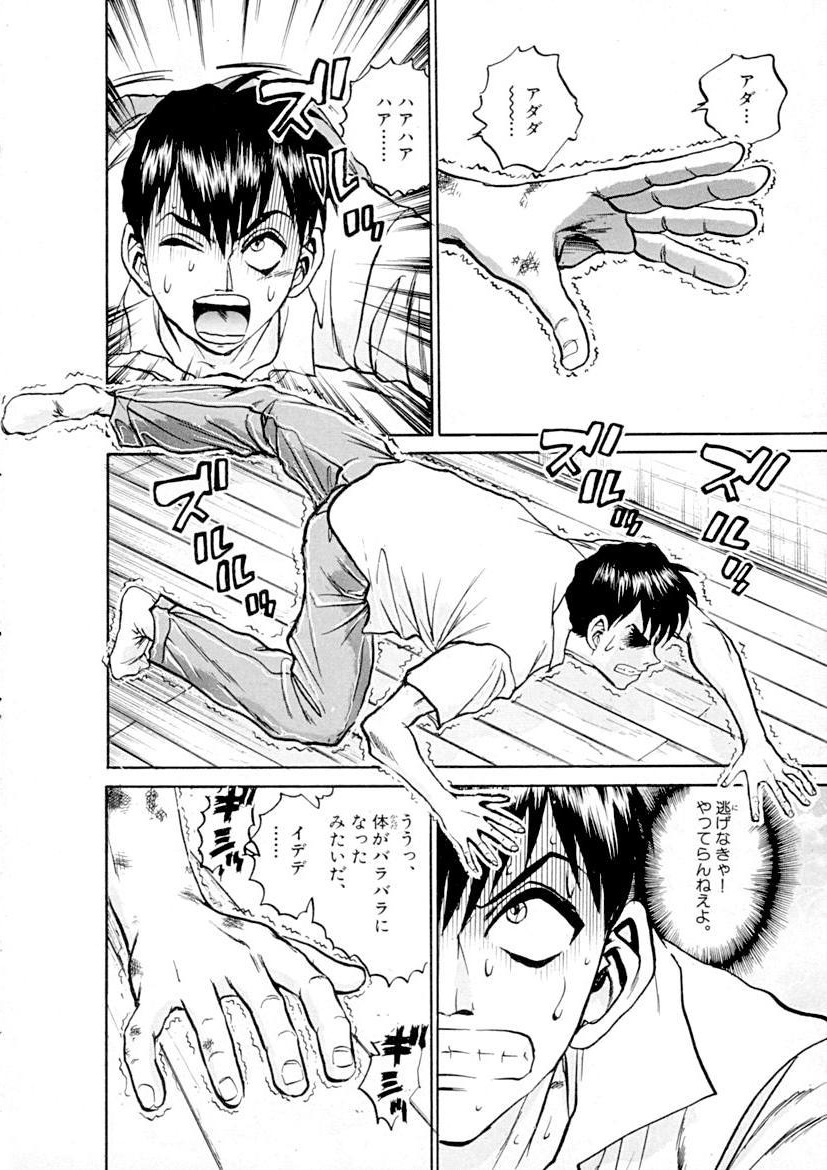 アダ…
アダダ
〜〜〜
ハアハア
ハア……
ズルッ
ズルルッ
ズルルッ
ズルッ
ズルルッ
逃げなきゃ!
やってらんねえよ。
ううっ、
体がバラバラに
なった
みたいだ、
イデデ
……
ギシ…
ギシ…